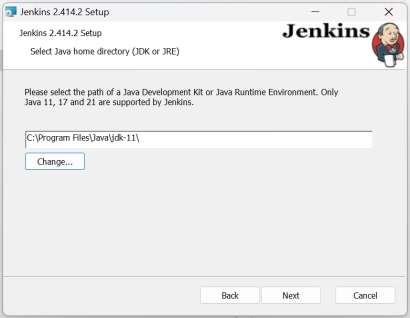 Jenkins 2.414.2 Setup
Jenkins 2.414.2 Setup
Jenkins
Select Java home directory (JDK or JRE)
Please select the path of a Java Development Kit or Java Runtime Environment. Only
Java 11, 17 and 21 are supported by Jenkins.
C:\Program Files\Java\jdk-11\
Change...
Back Next Cancel